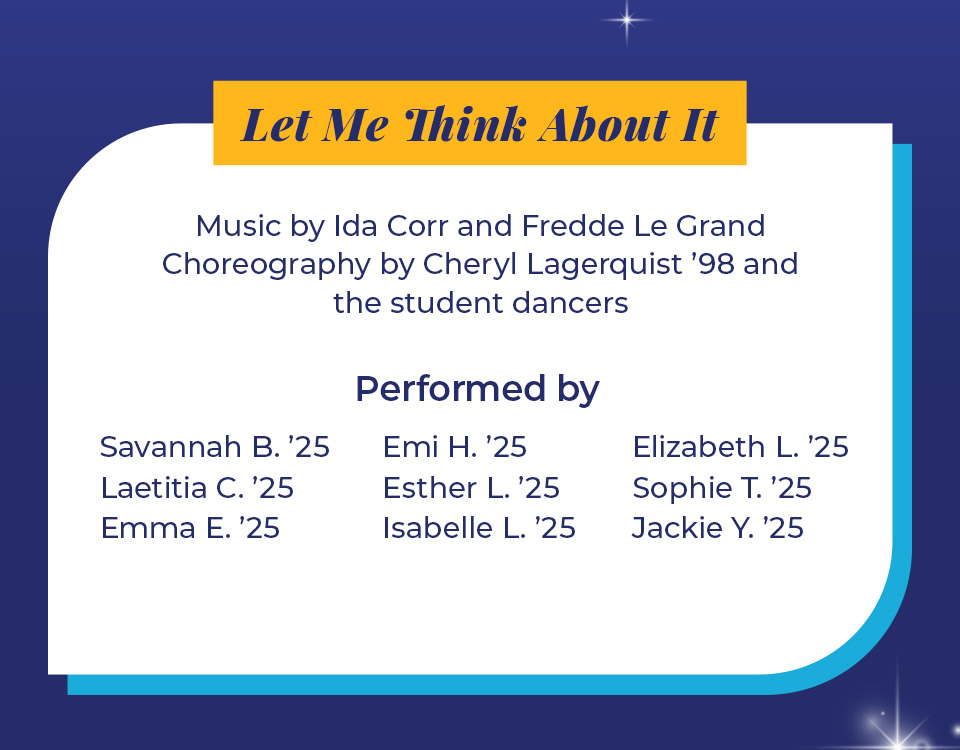 Let Me Think About It
Music by Ida Corr and Fredde Le Grand
Choreography by Cheryl Lagerquist ’98 and
the student dancers
Performed by
Savannah B. ’25
Laetitia C. ’25
Emma E. ’25
Emi H. ’25
Esther L. ’25
Isabelle L. ’25
Elizabeth L. ’25
Sophie T. ’25
Jackie Y. ’25